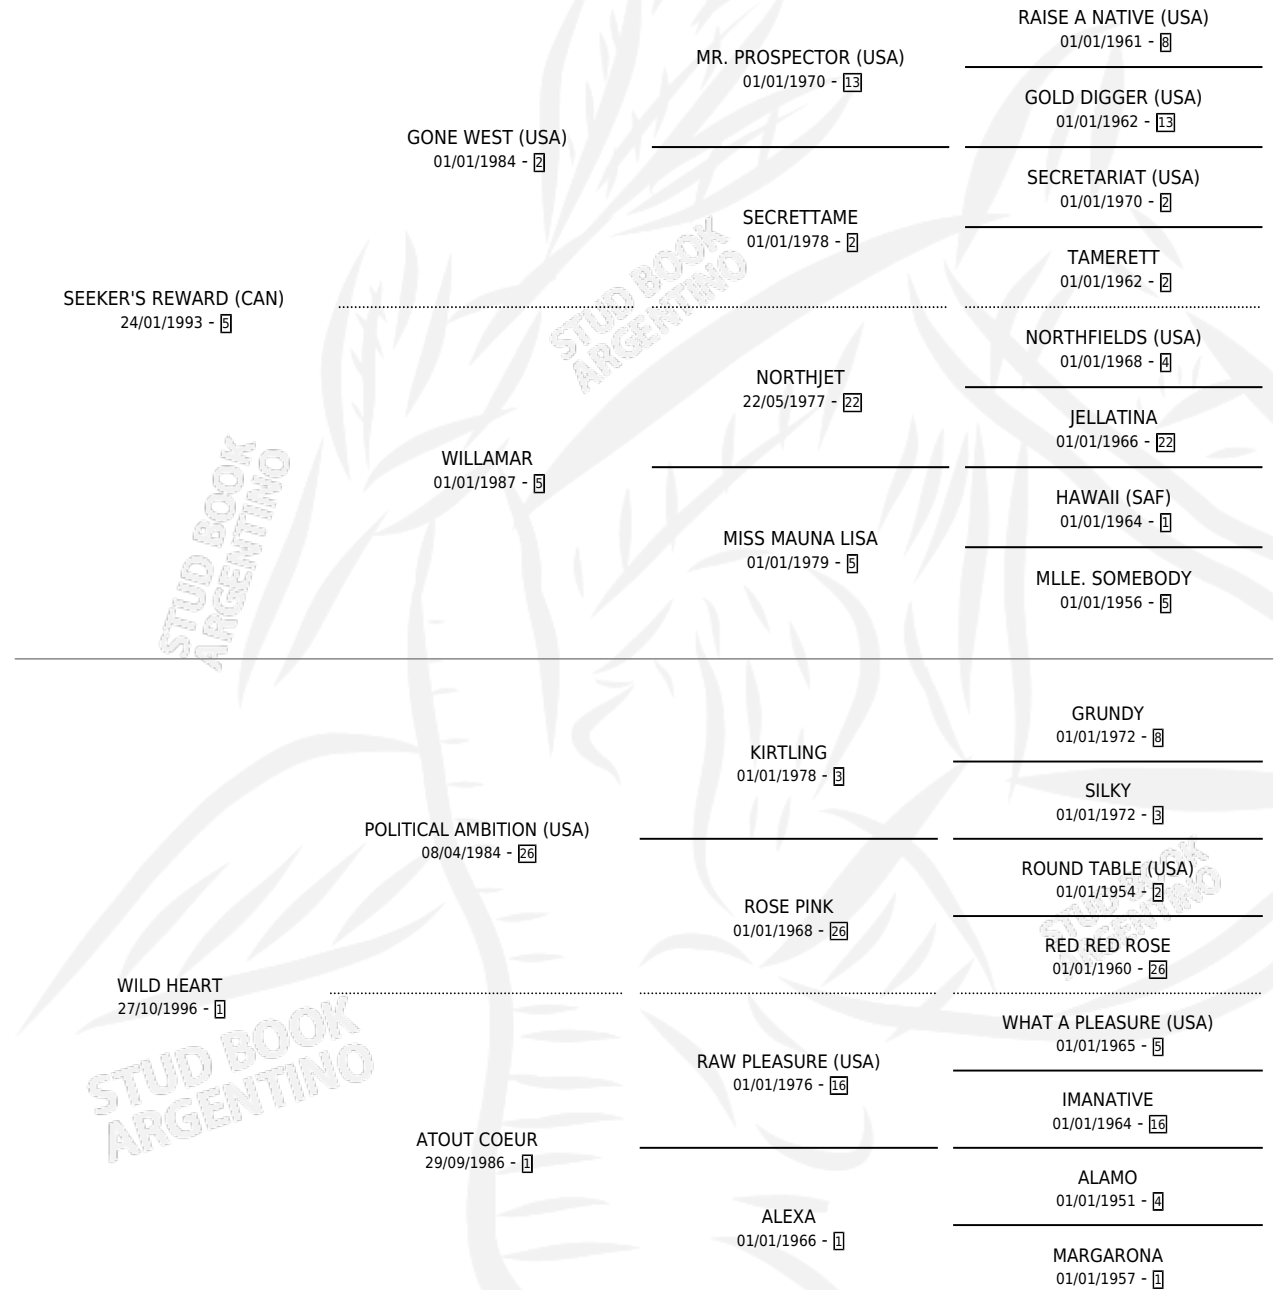 RAISE A NATIVE (USA)
01/01/1961 - 8
MR. PROSPECTOR (USA)
01/01/1970 - 13
GOLD DIGGER (USA)
01/01/1962 - 13
GONE WEST (USA)
01/01/1984 - 2
SECRETARIAT (USA)
01/01/1970 - 2
SECRETTAME
01/01/1978 - 2
TAMERETT
01/01/1962 - 2
SEEKER'S REWARD (CAN)
24/01/1993 - 5
NORTHFIELDS (USA)
01/01/1968 - 4
NORTHJET
22/05/1977 - 22
JELLATINA
01/01/1966 - 22
WILLAMAR
01/01/1987 - 5
HAWAII (SAF)
01/01/1964 - 1
MISS MAUNA LISA
01/01/1979 - 5
MLLE. SOMEBODY
01/01/1956 - 5
GRUNDY
01/01/1972 - 8
KIRTLING
01/01/1978 - 3
SILKY
01/01/1972 - 3
POLITICAL AMBITION (USA)
08/04/1984 - 26
ROUND TABLE (USA)
01/01/1954 - 2
ROSE PINK
01/01/1968 - 26
RED RED ROSE
01/01/1960 - 26
WILD HEART
27/10/1996 - 1
WHAT A PLEASURE (USA)
01/01/1965 - 5
RAW PLEASURE (USA)
01/01/1976 - 16
IMANATIVE
01/01/1964 - 16
ATOUT COEUR
29/09/1986 - 1
ALAMO
01/01/1951 - 4
ALEXA
01/01/1966 - 1
MARGARONA
01/01/1957 - 1
STUD BOOK
ARGENTINO
STUD BOOK
ARGENTINO
STUD BOOK
ARGENTINO
STUD BOOK
ARGENTINO